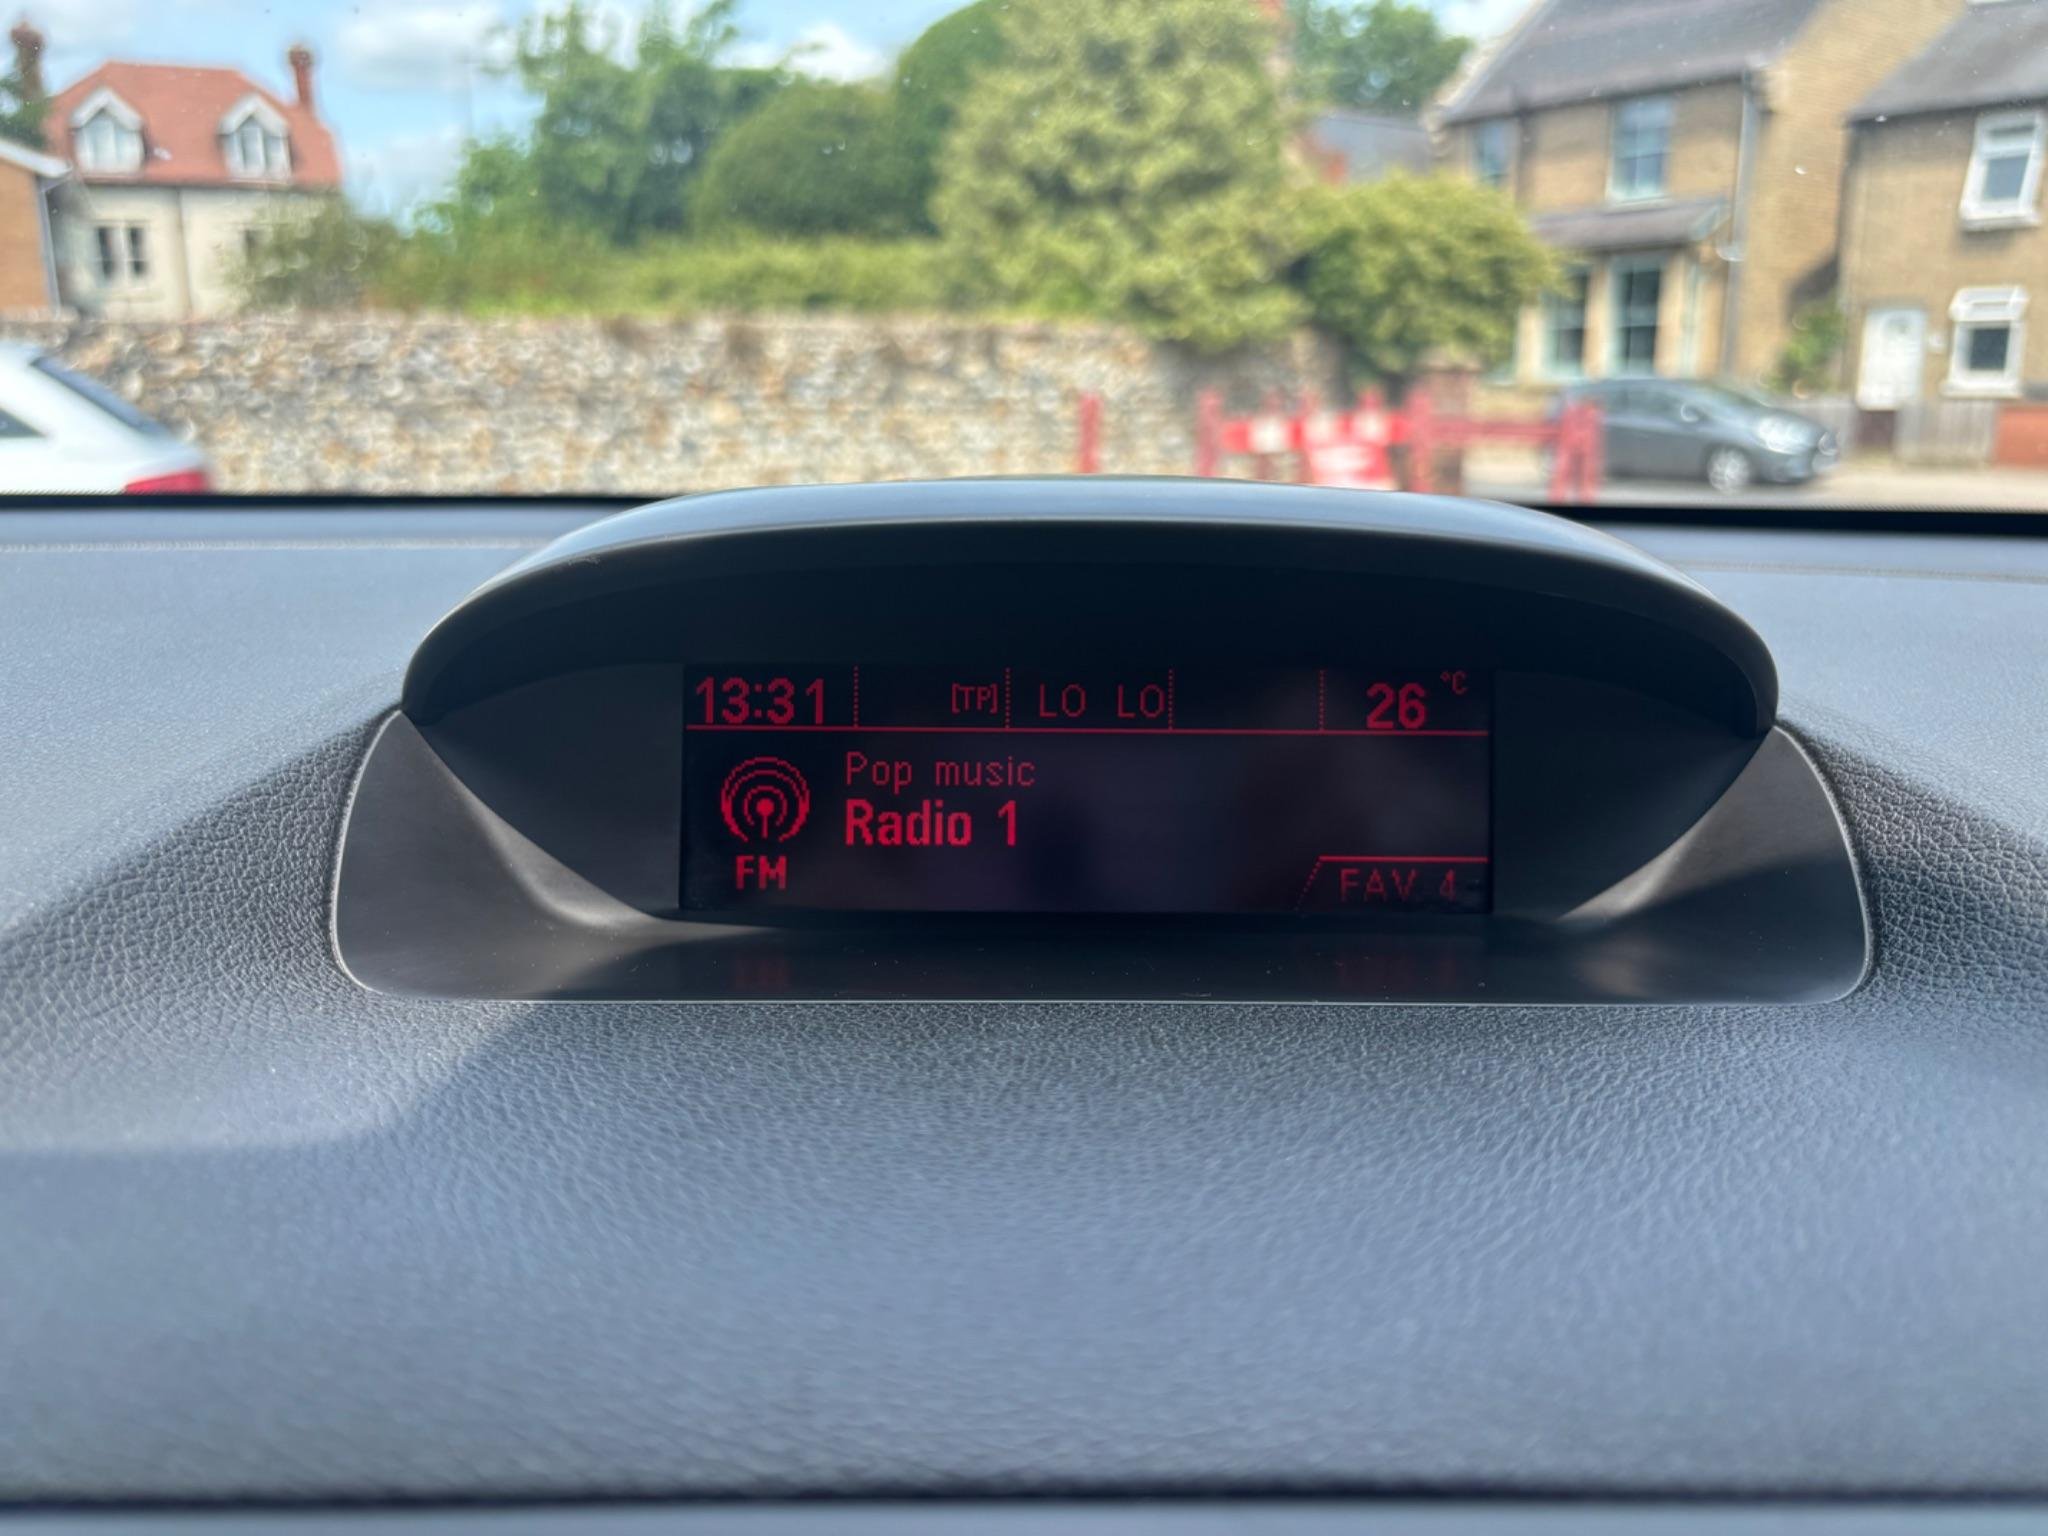 13:31 [TP] LO LO 26 °C
Pop music
Radio 1
FM
FAV 4